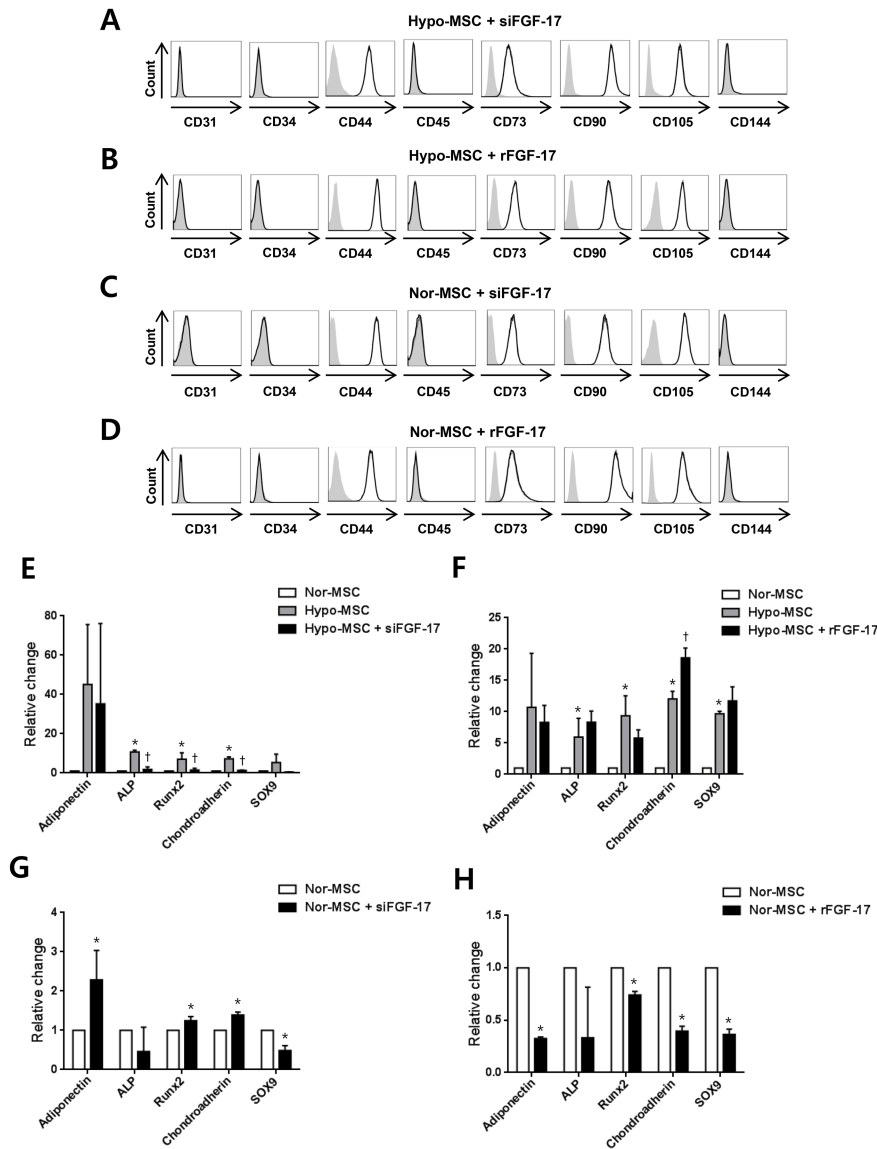 A
Hypo-MSC + siFGF-17
Count
CD31 CD34 CD44 CD45 CD73 CD90 CD105 CD144
B
Hypo-MSC + rFGF-17
Count
CD31 CD34 CD44 CD45 CD73 CD90 CD105 CD144
C
Nor-MSC + siFGF-17
Count
CD31 CD34 CD44 CD45 CD73 CD90 CD105 CD144
D
Nor-MSC + rFGF-17
Count
CD31 CD34 CD44 CD45 CD73 CD90 CD105 CD144
E
Nor-MSC
Hypo-MSC
Hypo-MSC + siFGF-17
Relative change
80
60
40
20
0
* † * † * †
Adiponectin
ALP
Runx2
Chondroadherin
SOX9
F
Nor-MSC
Hypo-MSC
Hypo-MSC + rFGF-17
Relative change
25
20
15
10
5
0
* * * † *
Adiponectin
ALP
Runx2
Chondroadherin
SOX9
G
Nor-MSC
Nor-MSC + siFGF-17
Relative change
4
3
2
1
0
* * * *
Adiponectin
ALP
Runx2
Chondroadherin
SOX9
H
Nor-MSC
Nor-MSC + rFGF-17
Relative change
1.5
1.0
0.5
0.0
* * * *
Adiponectin
ALP
Runx2
Chondroadherin
SOX9